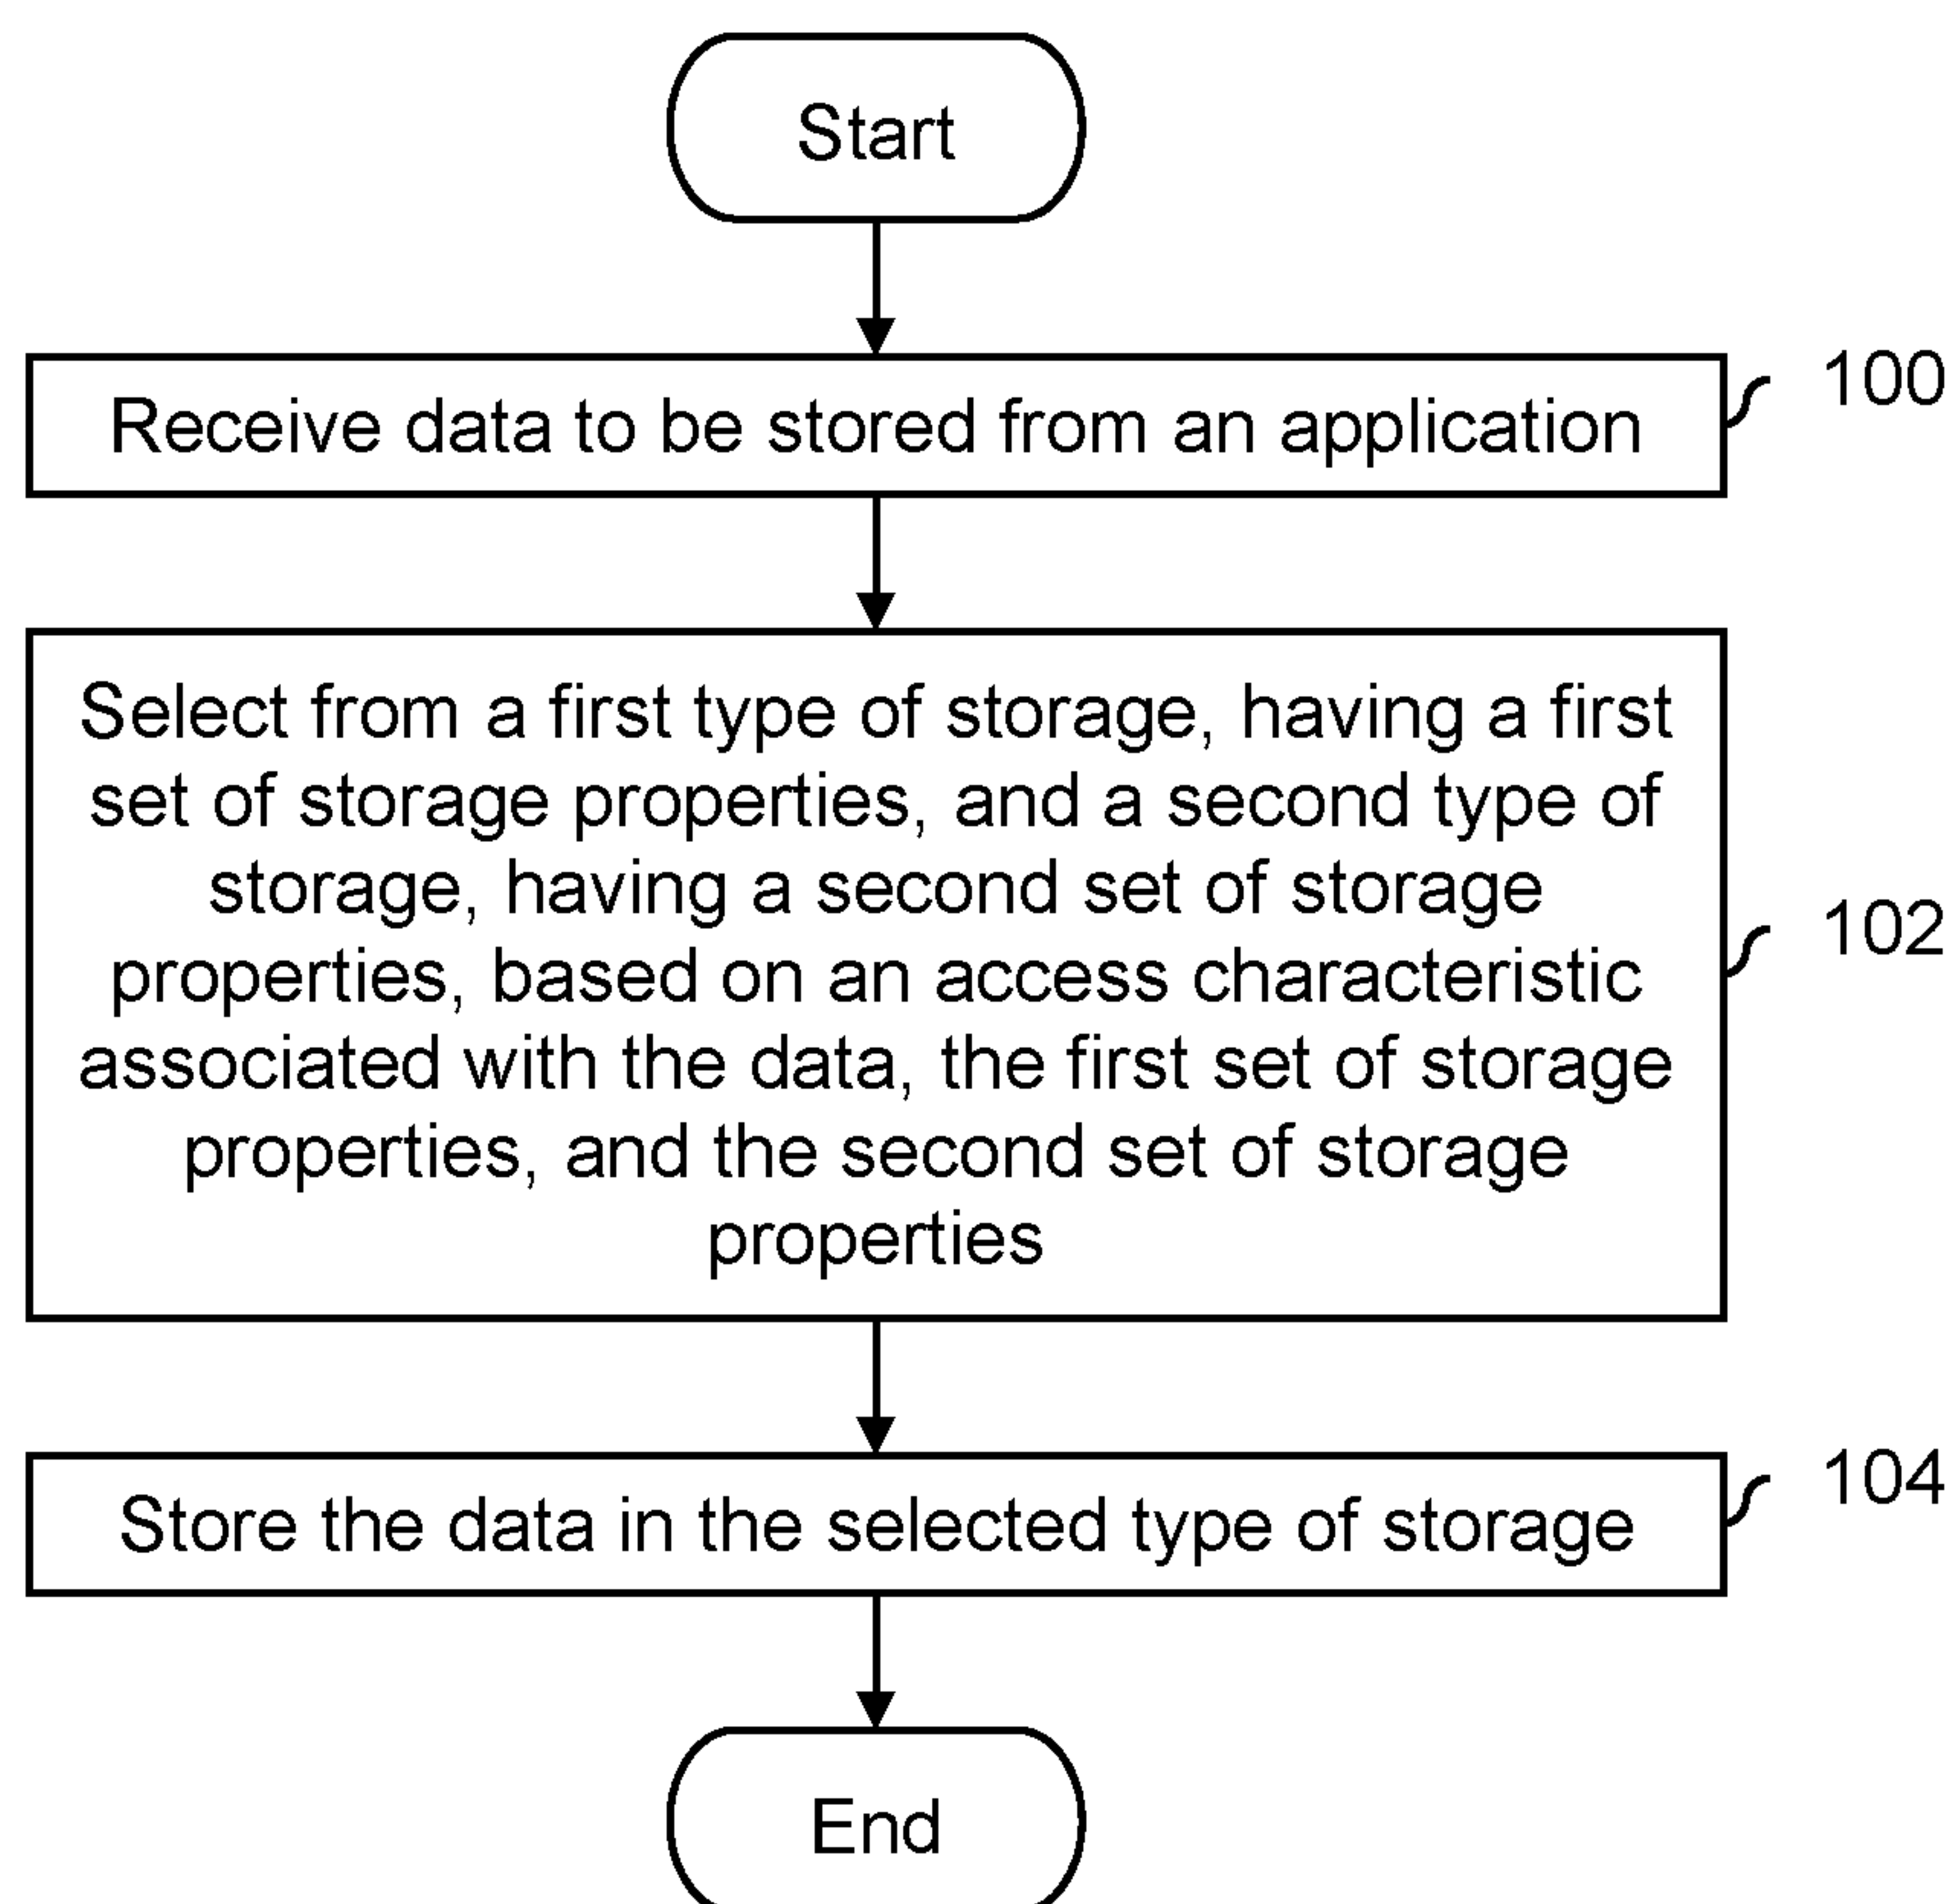 Start
Receive data to be stored from an application
100
Select from a first type of storage, having a first
set of storage properties, and a second type of
storage, having a second set of storage
properties, based on an access characteristic
associated with the data, the first set of storage
properties, and the second set of storage
properties
102
Store the data in the selected type of storage
104
End